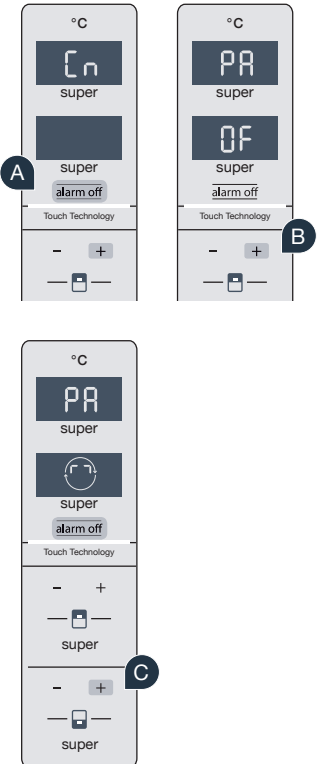 °C
Cn
super
super
alarm off
Touch Technology
- +
A
°C
PA
super
OF
super
alarm off
Touch Technology
- +
B
°C
PA
super
super
alarm off
Touch Technology
- +
super
- +
super
C